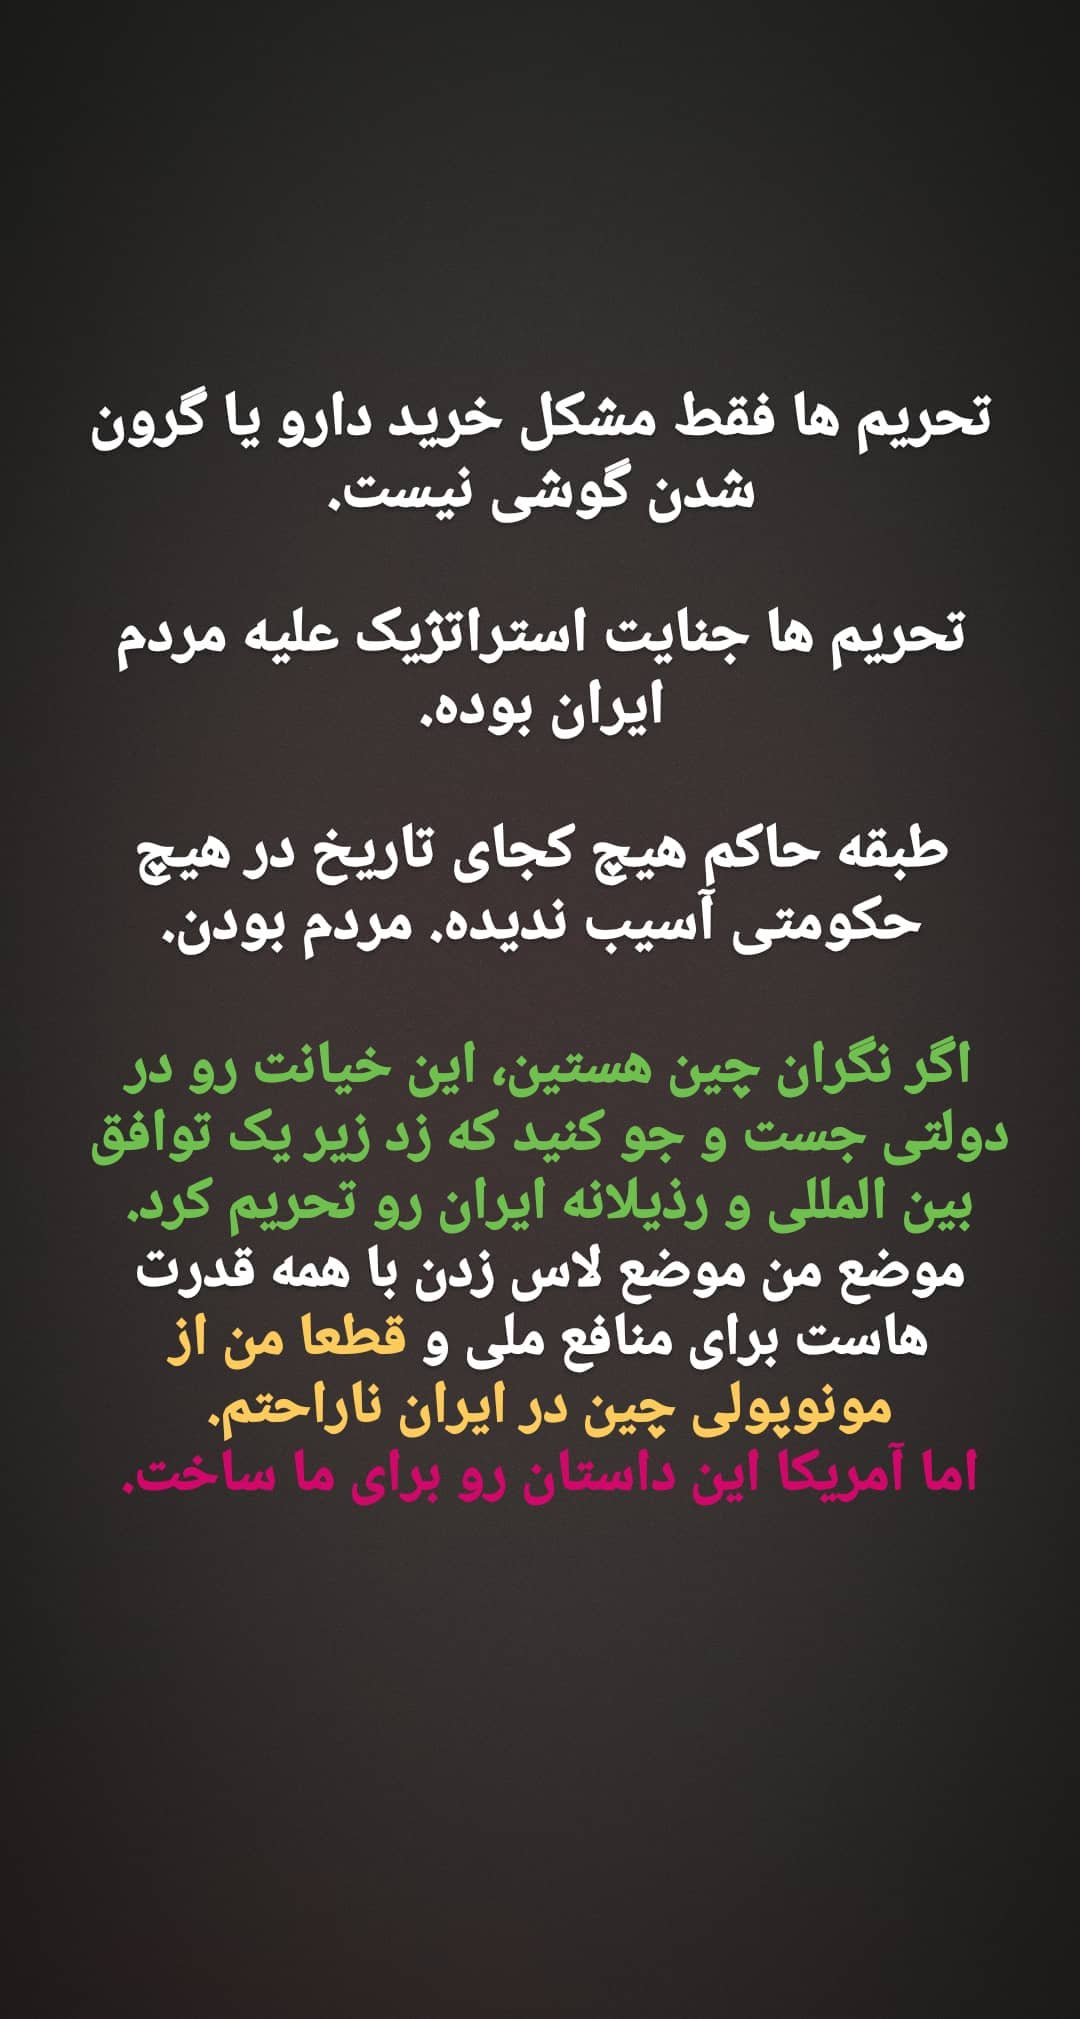 تحریم ها فقط مشکل خرید دارو یا گرون
شدن گوشی نیست.
تحریم ها جنایت استراتژیک علیه مردم
ایران بوده.
طبقه حاکم هیچ کجای تاریخ در هیچ
حکومتی آسیب ندیده. مردم بودن.
اگر نگران چین هستین، این خیانت رو در
دولتی جست و جو کنید که زد زیر یک توافق
بین المللی و رذیلانه ایران رو تحریم کرد.
موضع من موضع لاس زدن با همه قدرت
هاست برای منافع ملی و قطعا من از
مونوپولی چین در ایران ناراحتم.
اما آمریکا این داستان رو برای ما ساخت.